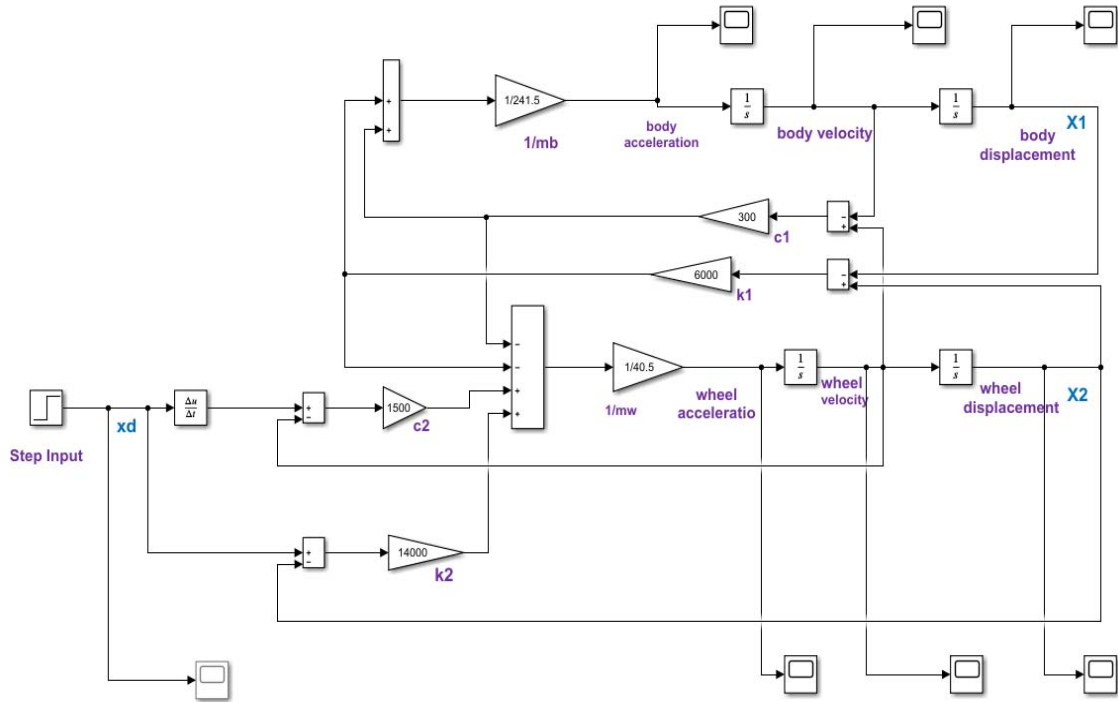 +
+
1/241.5
1/mb
body
acceleration
1
s
body velocity
1
s
X1
body
displacement
300
c1
−
+
6000
k1
−
+
−
−
+
+
1/40.5
1/mw
wheel
acceleratio
1
s
wheel
velocity
1
s
wheel
displacement
X2
Step Input
xd
Δu
Δt
+
−
1500
c2
+
−
14000
k2